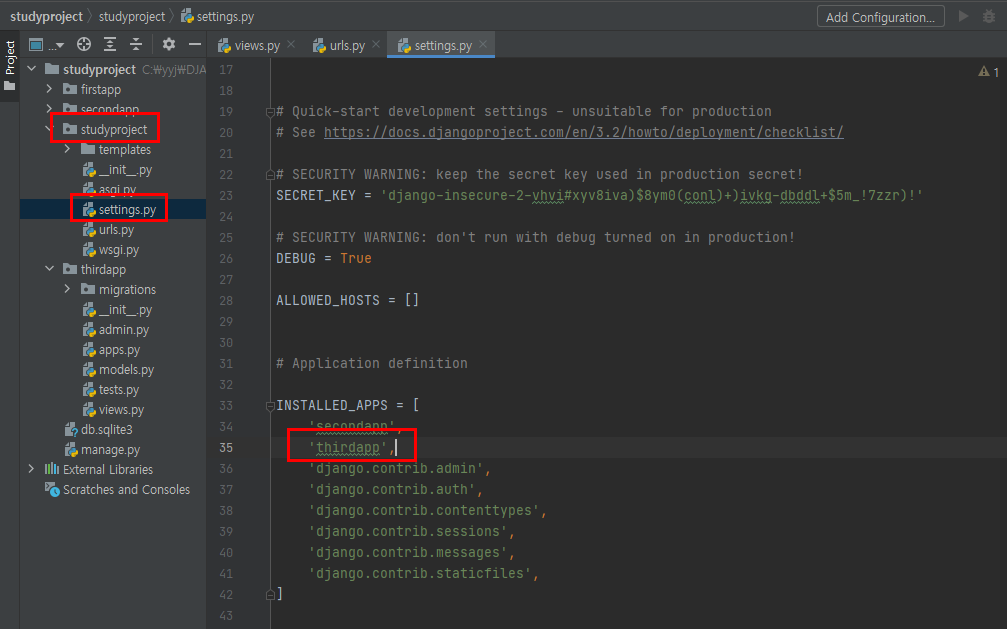 studyproject studyproject settings.py
Add Configuration...
Project
...
views.py urls.py settings.py
studyproject C:₩yyj₩DJA
firstapp
secondapp
studyproject
templates
__init__.py
asgi.py
settings.py
urls.py
wsgi.py
thirdapp
migrations
__init__.py
admin.py
apps.py
models.py
tests.py
views.py
db.sqlite3
manage.py
External Libraries
Scratches and Consoles
1
17
18
19 # Quick-start development settings - unsuitable for production
20 # See https://docs.djangoproject.com/en/3.2/howto/deployment/checklist/
21
22 # SECURITY WARNING: keep the secret key used in production secret!
23 SECRET_KEY = 'django-insecure-2-yhvi#xyv8iva)$8ym0(conl)+)ivkg-dbddl+$5m_!7zzr)!'
24
25 # SECURITY WARNING: don't run with debug turned on in production!
26 DEBUG = True
27
28 ALLOWED_HOSTS = []
29
30
31 # Application definition
32
33 INSTALLED_APPS = [
34 'secondapp',
35 'thirdapp',
36 'django.contrib.admin',
37 'django.contrib.auth',
38 'django.contrib.contenttypes',
39 'django.contrib.sessions',
40 'django.contrib.messages',
41 'django.contrib.staticfiles',
42 ]
43